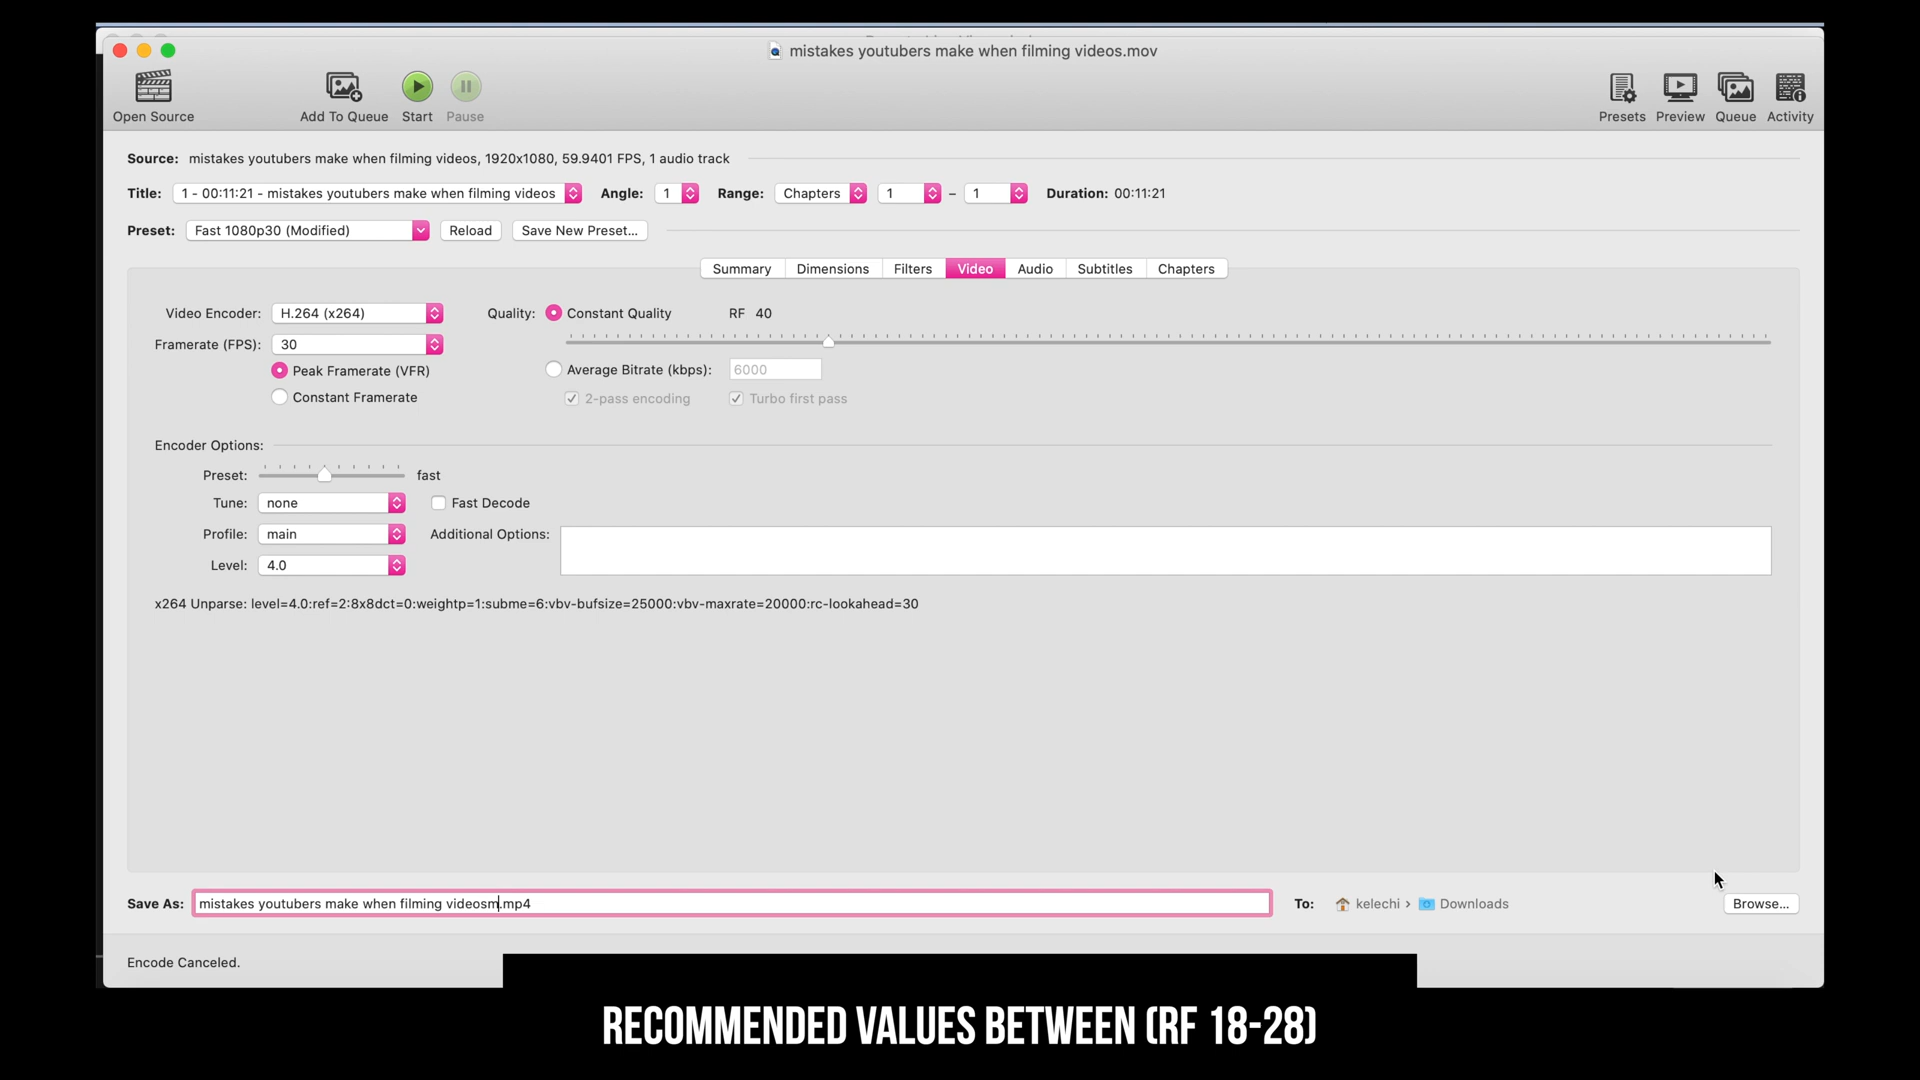 mistakes youtubers make when filming videos.mov
Open Source
Add To Queue
Start
Pause
Presets
Preview
Queue
Activity
Source: mistakes youtubers make when filming videos, 1920x1080, 59.9401 FPS, 1 audio track
Title: 1 - 00:11:21 - mistakes youtubers make when filming videos Angle: 1 Range: Chapters 1 - 1 Duration: 00:11:21
Preset: Fast 1080p30 (Modified) Reload Save New Preset...
Summary Dimensions Filters Video Audio Subtitles Chapters
Video Encoder: H.264 (x264) Quality: Constant Quality RF 40
Framerate (FPS): 30
Peak Framerate (VFR) Average Bitrate (kbps): 6000
Constant Framerate 2-pass encoding Turbo first pass
Encoder Options:
Preset: fast
Tune: none Fast Decode
Profile: main Additional Options:
Level: 4.0
x264 Unparse: level=4.0:ref=2:8x8dct=0:weightp=1:subme=6:vbv-bufsize=25000:vbv-maxrate=20000:rc-lookahead=30
Save As: mistakes youtubers make when filming videosm.mp4 To: kelechi › Downloads Browse...
Encode Canceled.
RECOMMENDED VALUES BETWEEN (RF 18-28)